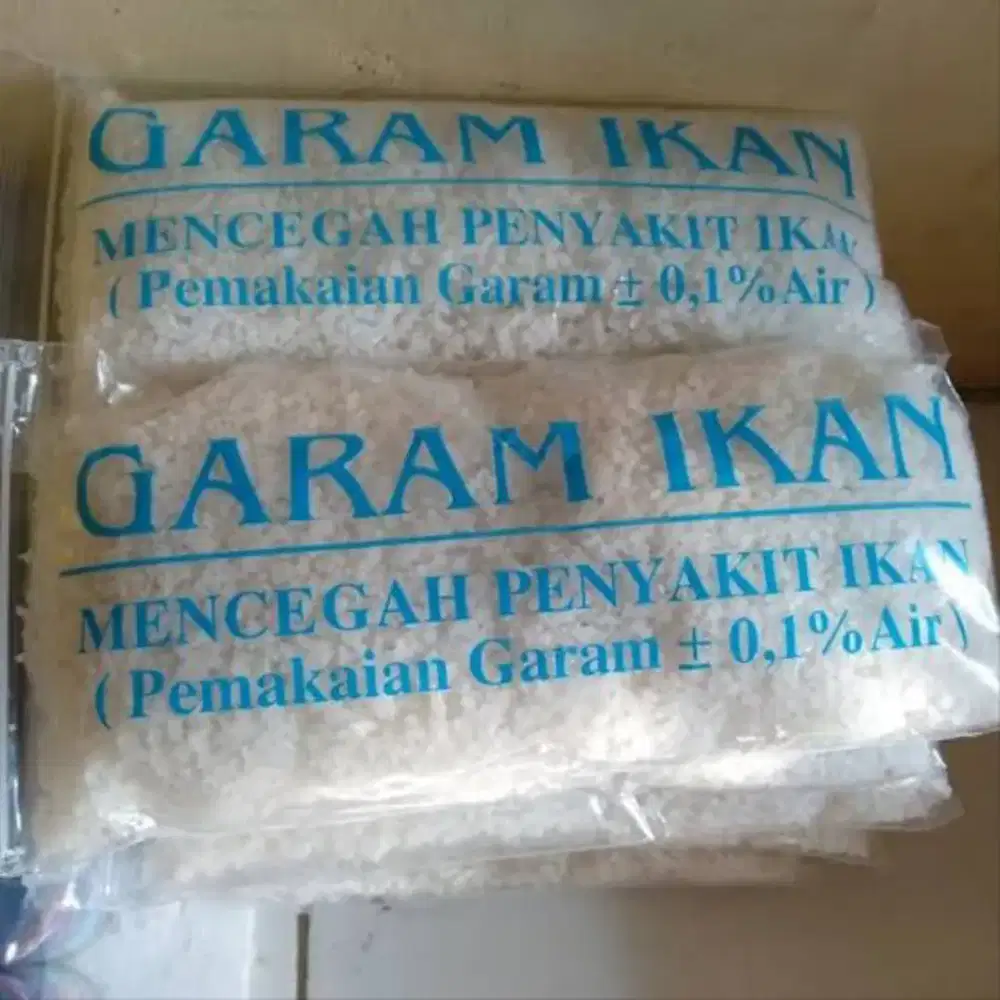 GARAM IKAN
MENCEGAH PENYAKIT IKAN
( Pemakaian Garam ± 0,1% Air )
GARAM IKAN
MENCEGAH PENYAKIT IKAN
( Pemakaian Garam ± 0,1% Air )